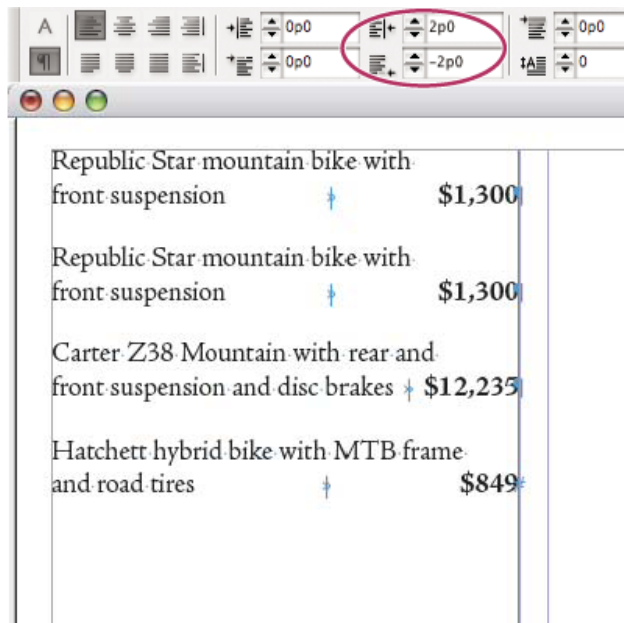 A 0p0 2p0 0p0
¶ 0p0 -2p0 A 0
Republic Star mountain bike with
front suspension $1,300
Republic Star mountain bike with
front suspension $1,300
Carter Z38 Mountain with rear and
front suspension and disc brakes $12,235
Hatchett hybrid bike with MTB frame
and road tires $849